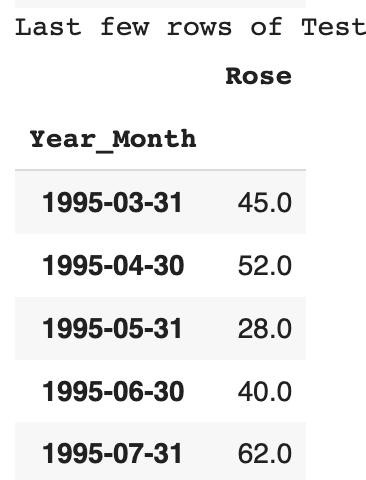 Last few rows of Test
Rose
Year_Month
1995-03-31 45.0
1995-04-30 52.0
1995-05-31 28.0
1995-06-30 40.0
1995-07-31 62.0